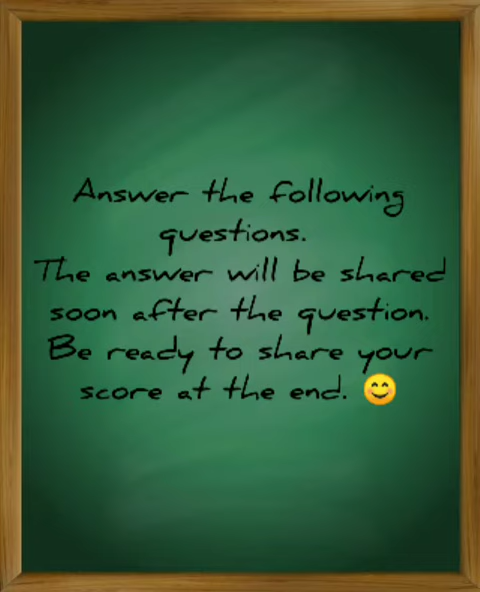 Answer the following
questions.
The answer will be shared
soon after the question.
Be ready to share your
score at the end. 😊